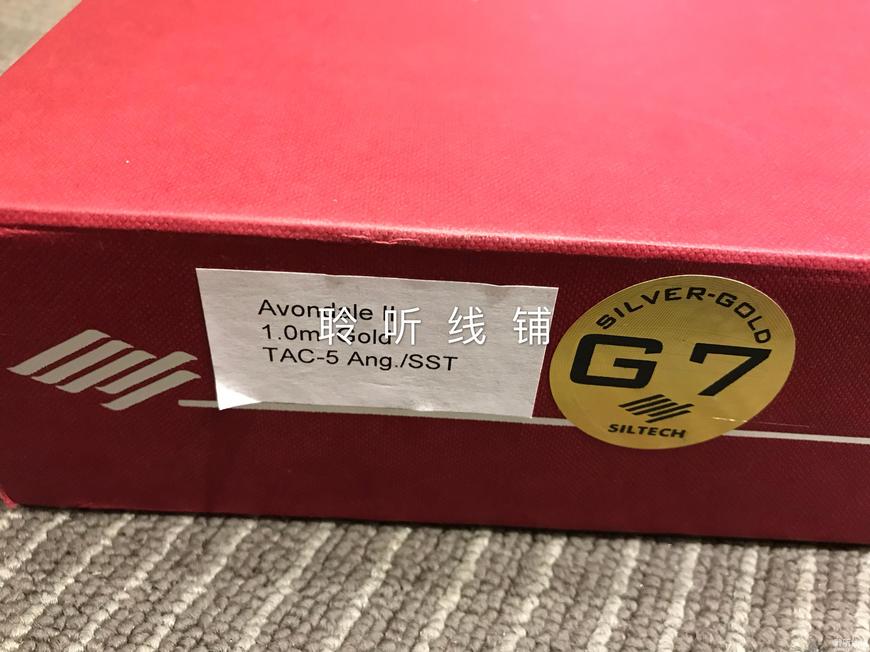 Avondale II
1.0m Gold
TAC-5 Ang./SST
聆听线铺
SILVER-GOLD
G7
SILTECH